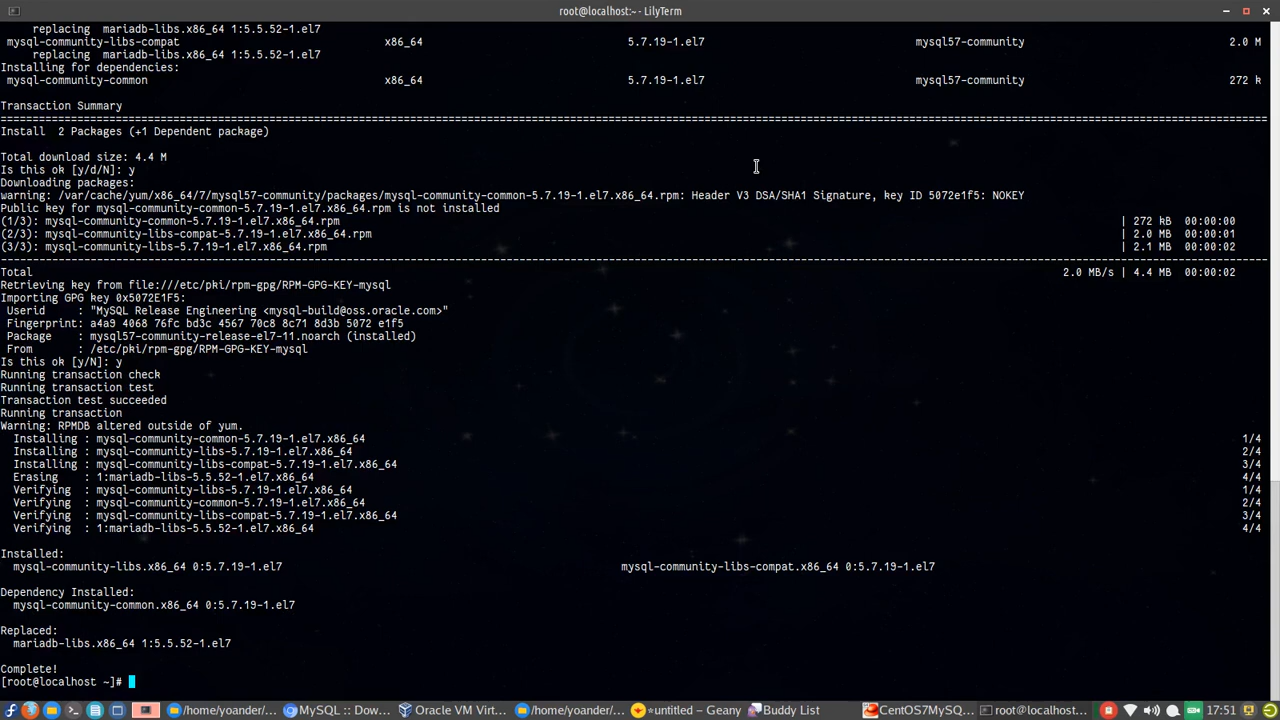 root@localhost:~ - LilyTerm
replacing  mariadb-libs.x86_64 1:5.5.52-1.el7
mysql-community-libs-compat x86_64 5.7.19-1.el7 mysql57-community 2.0 M
replacing  mariadb-libs.x86_64 1:5.5.52-1.el7
Installing for dependencies:
mysql-community-common x86_64 5.7.19-1.el7 mysql57-community 272 k
Transaction Summary
================================================================================
Install  2 Packages (+1 Dependent package)
Total download size: 4.4 M
Is this ok [y/d/N]: y
Downloading packages:
warning: /var/cache/yum/x86_64/7/mysql57-community/packages/mysql-community-common-5.7.19-1.el7.x86_64.rpm: Header V3 DSA/SHA1 Signature, key ID 5072e1f5: NOKEY
Public key for mysql-community-common-5.7.19-1.el7.x86_64.rpm is not installed
(1/3): mysql-community-common-5.7.19-1.el7.x86_64.rpm | 272 kB 00:00:00
(2/3): mysql-community-libs-compat-5.7.19-1.el7.x86_64.rpm | 2.0 MB 00:00:01
(3/3): mysql-community-libs-5.7.19-1.el7.x86_64.rpm | 2.1 MB 00:00:02
--------------------------------------------------------------------------------
Total 2.0 MB/s | 4.4 MB 00:00:02
Retrieving key from file:///etc/pki/rpm-gpg/RPM-GPG-KEY-mysql
Importing GPG key 0x5072E1F5:
Userid     : "MySQL Release Engineering <mysql-build@oss.oracle.com>"
Fingerprint: a4a9 4068 76fc bd3c 4567 70c8 8c71 8d3b 5072 e1f5
Package    : mysql57-community-release-el7-11.noarch (installed)
From       : /etc/pki/rpm-gpg/RPM-GPG-KEY-mysql
Is this ok [y/N]: y
Running transaction check
Running transaction test
Transaction test succeeded
Running transaction
Warning: RPMDB altered outside of yum.
Installing : mysql-community-common-5.7.19-1.el7.x86_64 1/4
Installing : mysql-community-libs-5.7.19-1.el7.x86_64 2/4
Installing : mysql-community-libs-compat-5.7.19-1.el7.x86_64 3/4
Erasing    : 1:mariadb-libs-5.5.52-1.el7.x86_64 4/4
Verifying  : mysql-community-libs-5.7.19-1.el7.x86_64 1/4
Verifying  : mysql-community-common-5.7.19-1.el7.x86_64 2/4
Verifying  : mysql-community-libs-compat-5.7.19-1.el7.x86_64 3/4
Verifying  : 1:mariadb-libs-5.5.52-1.el7.x86_64 4/4
Installed:
mysql-community-libs.x86_64 0:5.7.19-1.el7 mysql-community-libs-compat.x86_64 0:5.7.19-1.el7
Dependency Installed:
mysql-community-common.x86_64 0:5.7.19-1.el7
Replaced:
mariadb-libs.x86_64 1:5.5.52-1.el7
Complete!
[root@localhost ~]#
/home/yoander/... MySQL :: Dow... Oracle VM Virt... /home/yoander/... *untitled – Geany Buddy List CentOS7MySQ... root@localhost:... 17:51